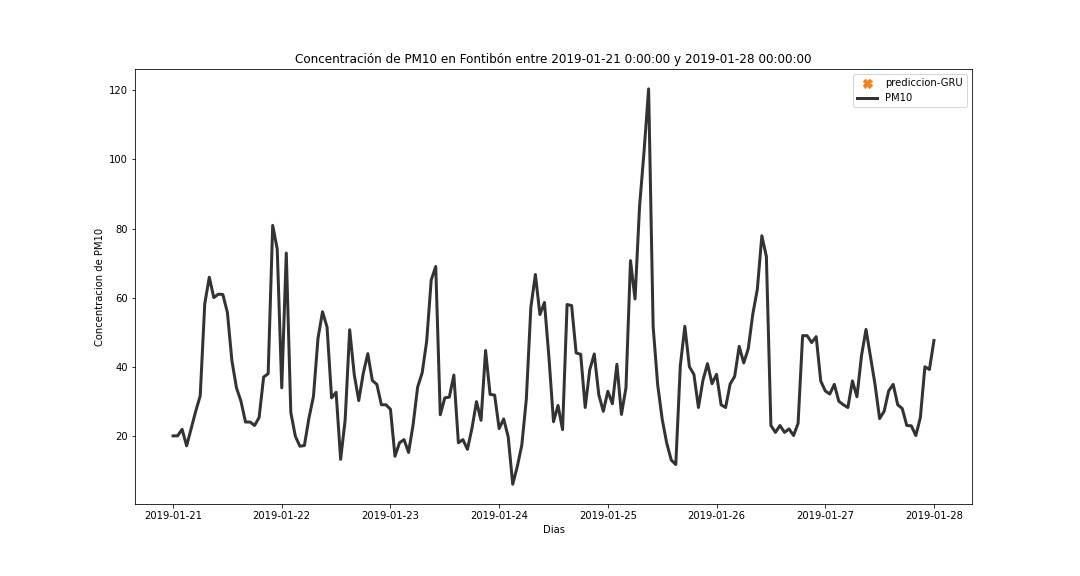 Concentración de PM10 en Fontibón entre 2019-01-21 0:00:00 y 2019-01-28 00:00:00
prediccion-GRU
PM10
Concentracion de PM10
120
100
80
60
40
20
2019-01-21 2019-01-22 2019-01-23 2019-01-24 2019-01-25 2019-01-26 2019-01-27 2019-01-28
Dias